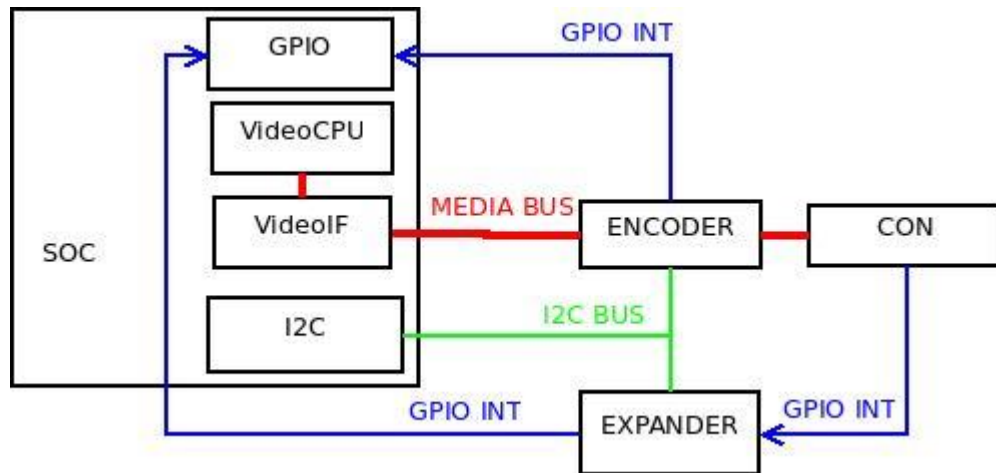 GPIO
GPIO INT
VideoCPU
MEDIA BUS
VideoIF
ENCODER
CON
SOC
I2C
I2C BUS
GPIO INT
EXPANDER
GPIO INT